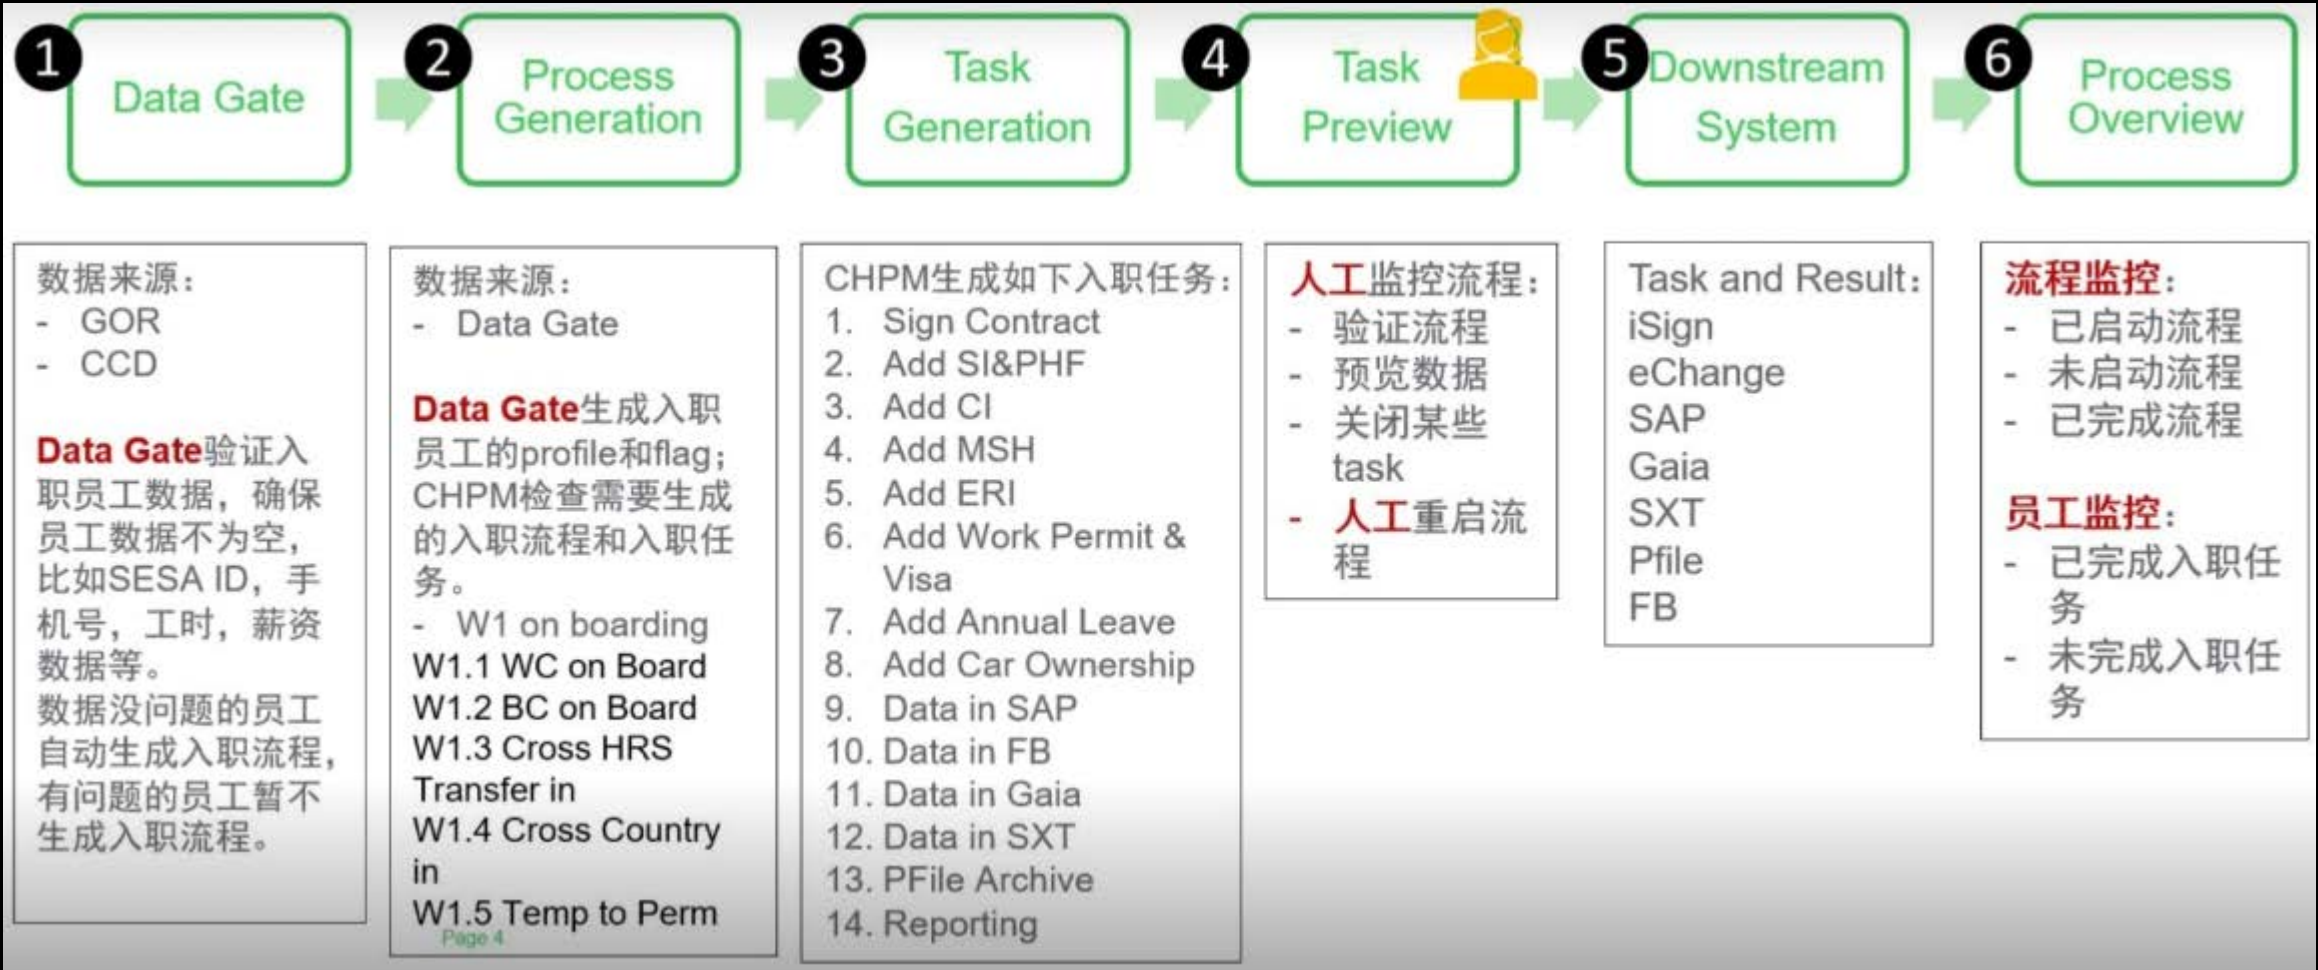 1
Data Gate
2
Process
Generation
3
Task
Generation
4
Task
Preview
5
Downstream
System
6
Process
Overview
数据来源：
- GOR
- CCD
Data Gate验证入
职员工数据，确保
员工数据不为空，
比如SESA ID，手
机号，工时，薪资
数据等。
数据没问题的员工
自动生成入职流程，
有问题的员工暂不
生成入职流程。
数据来源：
- Data Gate
Data Gate生成入职
员工的profile和flag；
CHPM检查需要生成
的入职流程和入职任
务。
- W1 on boarding
W1.1 WC on Board
W1.2 BC on Board
W1.3 Cross HRS
Transfer in
W1.4 Cross Country
in
W1.5 Temp to Perm
Page 4
CHPM生成如下入职任务：
1. Sign Contract
2. Add SI&PHF
3. Add CI
4. Add MSH
5. Add ERI
6. Add Work Permit &
Visa
7. Add Annual Leave
8. Add Car Ownership
9. Data in SAP
10. Data in FB
11. Data in Gaia
12. Data in SXT
13. PFile Archive
14. Reporting
人工监控流程：
- 验证流程
- 预览数据
- 关闭某些
task
- 人工重启流
程
Task and Result：
iSign
eChange
SAP
Gaia
SXT
Pfile
FB
流程监控：
- 已启动流程
- 未启动流程
- 已完成流程
员工监控：
- 已完成入职任
务
- 未完成入职任
务